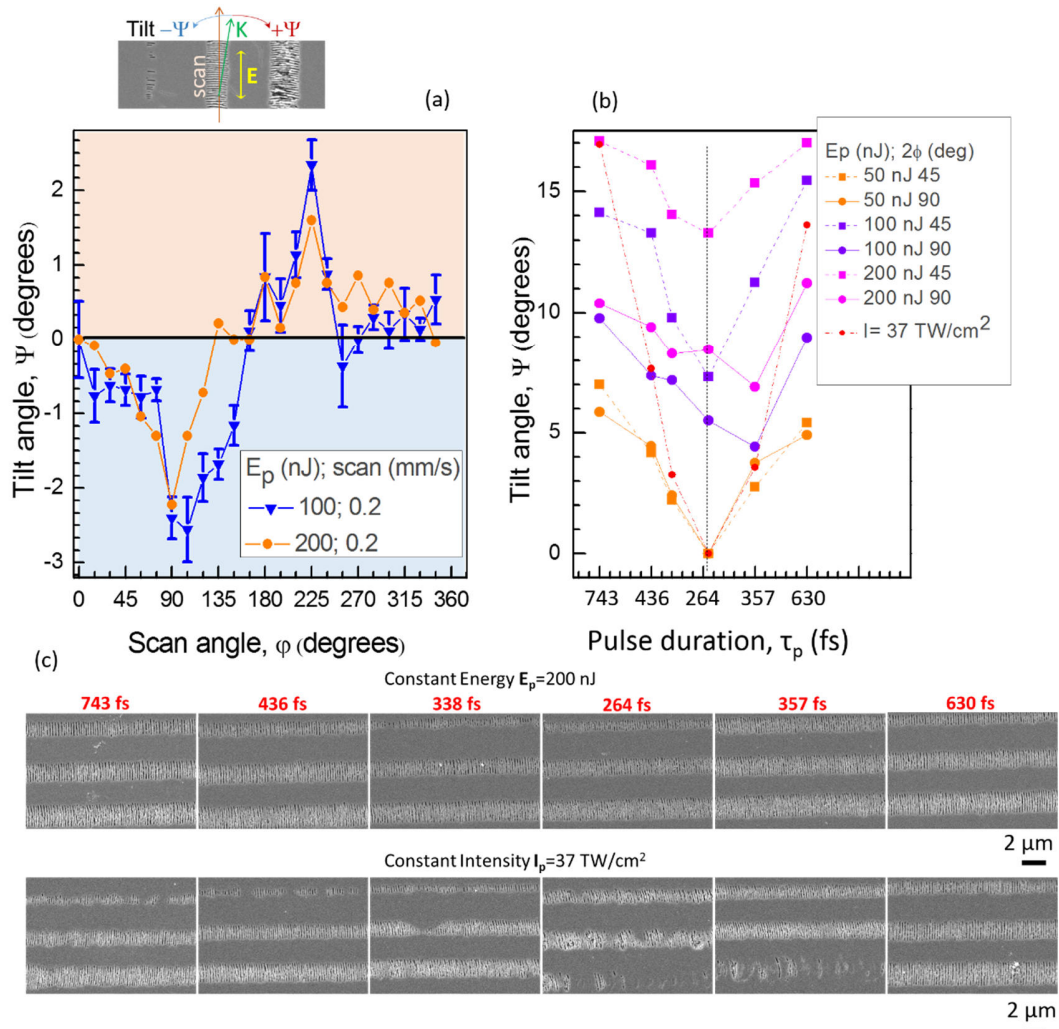 Tilt −Ψ K +Ψ
scan
E
(a)
(b)
Tilt angle, Ψ (degrees)
2
1
0
-1
-2
-3
E_p (nJ); scan (mm/s)
100; 0.2
200; 0.2
0 45 90 135 180 225 270 315 360
Scan angle, φ (degrees)
Tilt angle, Ψ (degrees)
15
10
5
0
Ep (nJ); 2ϕ (deg)
50 nJ 45
50 nJ 90
100 nJ 45
100 nJ 90
200 nJ 45
200 nJ 90
I= 37 TW/cm²
743 436 264 357 630
Pulse duration, τ_p (fs)
(c)
Constant Energy E_p=200 nJ
743 fs 436 fs 338 fs 264 fs 357 fs 630 fs
2 μm
Constant Intensity I_p=37 TW/cm²
2 μm